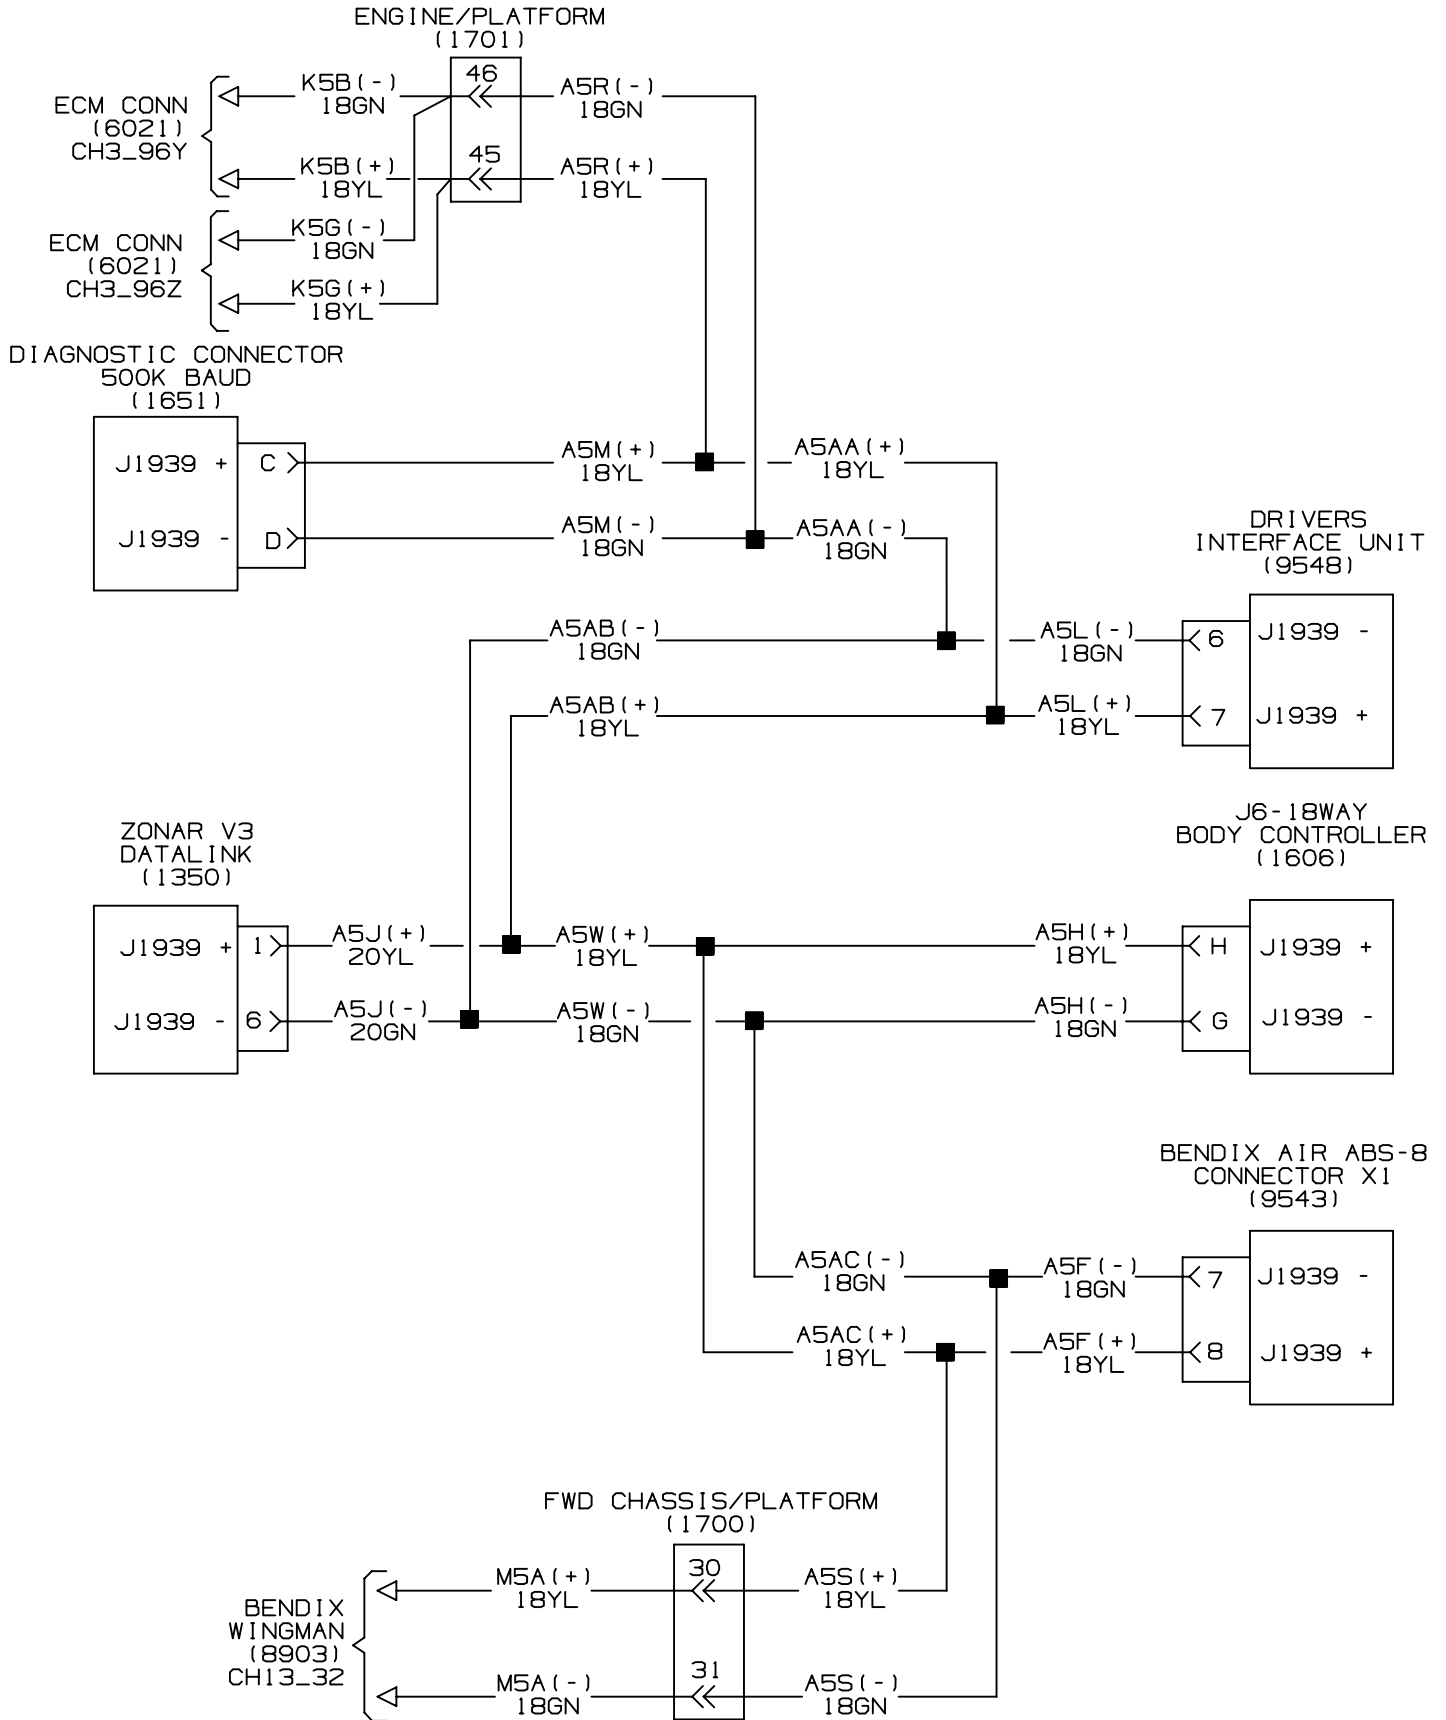 ENGINE/PLATFORM
(1701)
46
K5B(-)
18GN
A5R(-)
18GN
ECM CONN
(6021)
CH3_96Y
45
K5B(+)
18YL
A5R(+)
18YL
K5G(-)
18GN
ECM CONN
(6021)
CH3_96Z
K5G(+)
18YL
DIAGNOSTIC CONNECTOR
500K BAUD
(1651)
J1939 +
C
A5M(+)
18YL
A5AA(+)
18YL
J1939 -
D
A5M(-)
18GN
A5AA(-)
18GN
DRIVERS
INTERFACE UNIT
(9548)
A5AB(-)
18GN
A5L(-)
18GN
6
J1939 -
A5AB(+)
18YL
A5L(+)
18YL
7
J1939 +
ZONAR V3
DATALINK
(1350)
J6-18WAY
BODY CONTROLLER
(1606)
J1939 +
1
A5J(+)
20YL
A5W(+)
18YL
A5H(+)
18YL
H
J1939 +
J1939 -
6
A5J(-)
20GN
A5W(-)
18GN
A5H(-)
18GN
G
J1939 -
BENDIX AIR ABS-8
CONNECTOR X1
(9543)
A5AC(-)
18GN
A5F(-)
18GN
7
J1939 -
A5AC(+)
18YL
A5F(+)
18YL
8
J1939 +
FWD CHASSIS/PLATFORM
(1700)
30
M5A(+)
18YL
A5S(+)
18YL
BENDIX
WINGMAN
(8903)
CH13_32
31
M5A(-)
18GN
A5S(-)
18GN